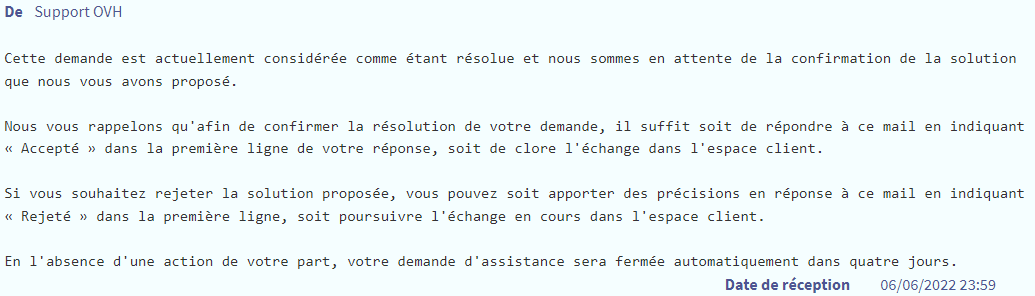 De Support OVH
Cette demande est actuellement considérée comme étant résolue et nous sommes en attente de la confirmation de la solution
que nous vous avons proposé.
Nous vous rappelons qu'afin de confirmer la résolution de votre demande, il suffit soit de répondre à ce mail en indiquant
« Accepté » dans la première ligne de votre réponse, soit de clore l'échange dans l'espace client.
Si vous souhaitez rejeter la solution proposée, vous pouvez soit apporter des précisions en réponse à ce mail en indiquant
« Rejeté » dans la première ligne, soit poursuivre l'échange en cours dans l'espace client.
En l'absence d'une action de votre part, votre demande d'assistance sera fermée automatiquement dans quatre jours.
Date de réception 06/06/2022 23:59